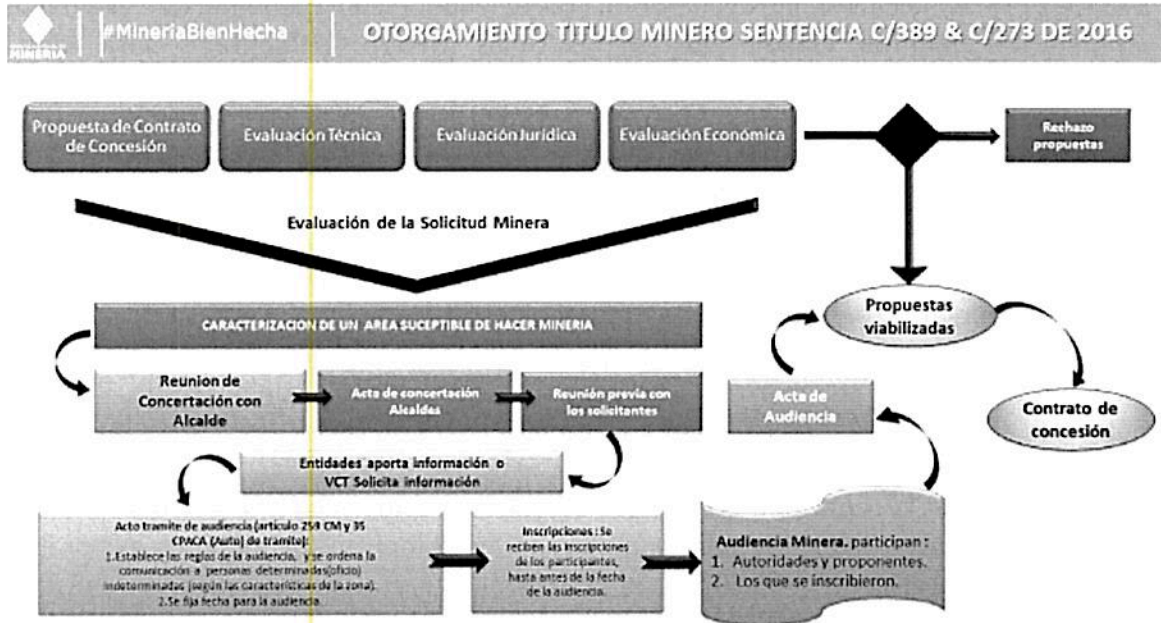 #MineríaBienHecha
OTORGAMIENTO TITULO MINERO SENTENCIA C/389 & C/273 DE 2016
MINERÍA
Propuesta de Contrato
de Concesión
Evaluación Técnica
Evaluación Jurídica
Evaluación Económica
Rechazo
propuestas
Evaluación de la Solicitud Minera
Propuestas
viabilizadas
CARACTERIZACION DE UN AREA SUCEPTIBLE DE HACER MINERIA
Reunion de
Concertación con
Alcalde
Acta de concertación
Alcaldes
Reunión previa con
los solicitantes
Acta de
Audiencia
Contrato de
concesión
Entidades aporta información o
VCT Solicita información
Acto tramite de audiencia (artículo 259 CM y 35
CPACA (Auto) de tramite):
1.Establece las reglas de la audiencia, y se ordena la
comunicación a personas determinadas(oficio)
indeterminadas (según las características de la zona).
2.Se fija fecha para la audiencia.
Inscripciones : Se
reciben las inscripciones
de los participantes,
hasta antes de la fecha
de la audiencia.
Audiencia Minera. participan :
1. Autoridades y proponentes.
2. Los que se inscribieron.